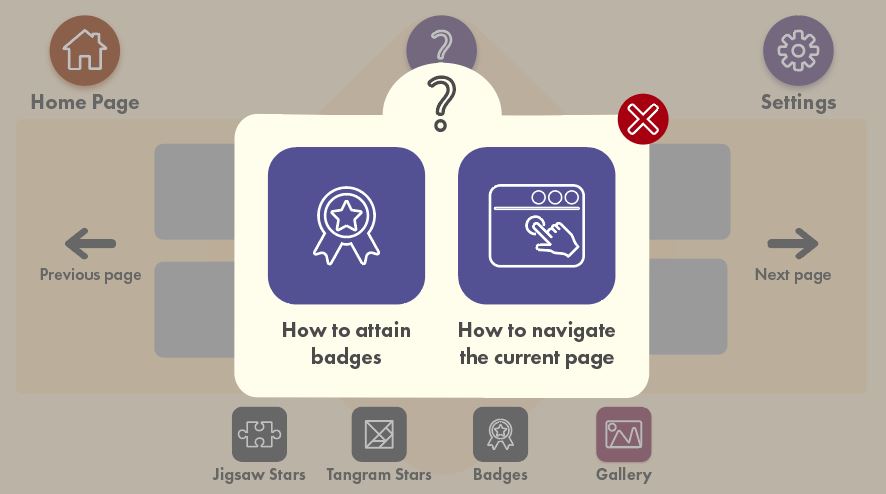 Home Page
?
?
Settings
Previous page
Next page
How to attain
badges
How to navigate
the current page
Jigsaw Stars
Tangram Stars
Badges
Gallery